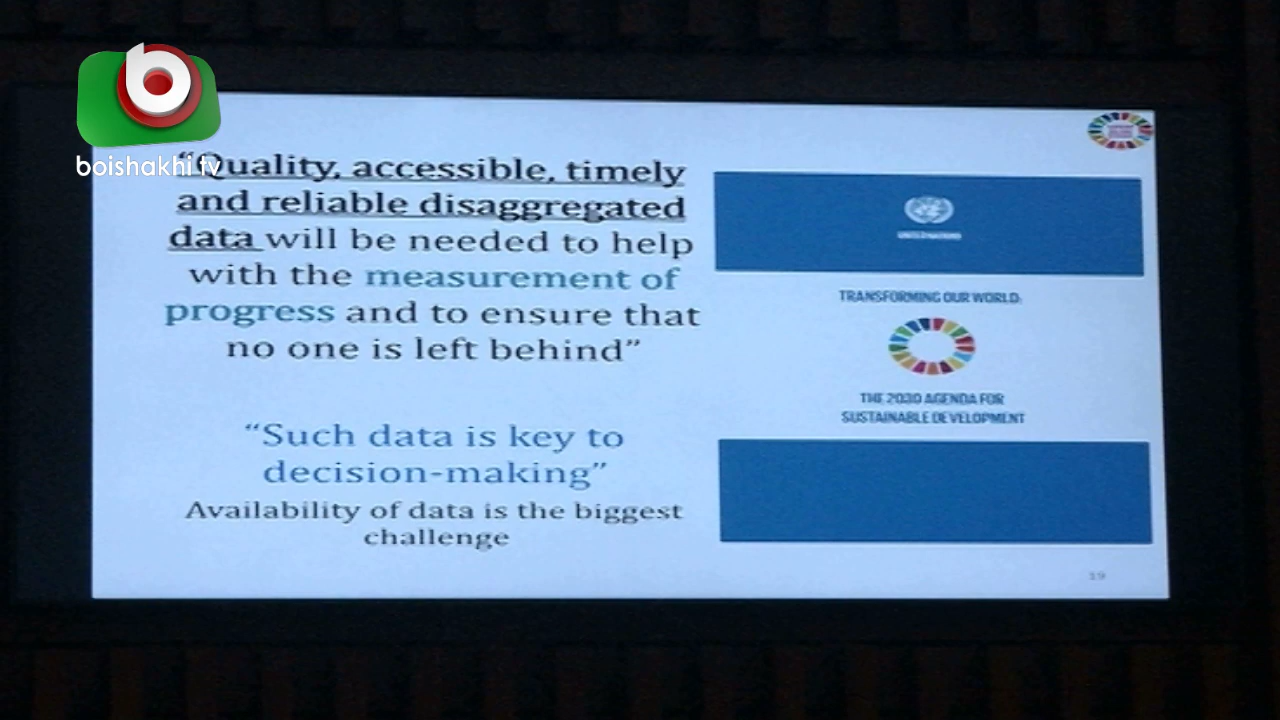 boishakhi tv
“Quality, accessible, timely
and reliable disaggregated
data will be needed to help
with the measurement of
progress and to ensure that
no one is left behind”
“Such data is key to
decision-making”
Availability of data is the biggest
challenge
UNITED NATIONS
TRANSFORMING OUR WORLD:
THE 2030 AGENDA FOR
SUSTAINABLE DEVELOPMENT
19